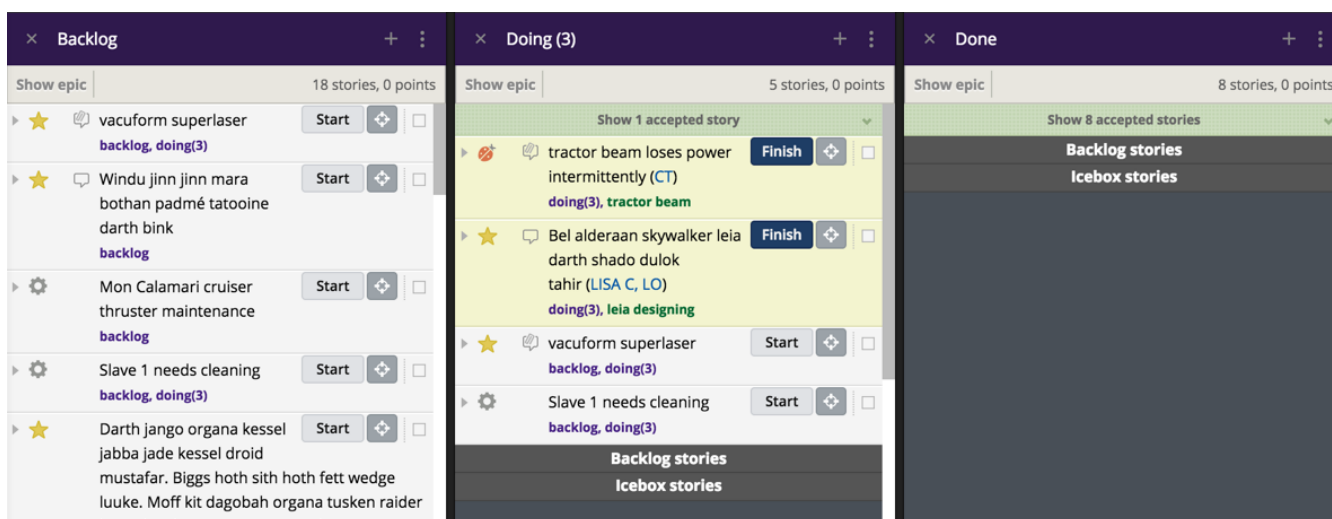 Backlog
Show epic
18 stories, 0 points
vacuform superlaser
Start
backlog, doing(3)
Windu jinn jinn mara
Start
bothan padmé tatooine
darth bink
backlog
Mon Calamari cruiser
Start
thruster maintenance
backlog
Slave 1 needs cleaning
Start
backlog, doing(3)
Darth jango organa kessel
Start
jabba jade kessel droid
mustafar. Biggs hoth sith hoth fett wedge
luuke. Moff kit dagobah organa tusken raider
Doing (3)
Show epic
5 stories, 0 points
Show 1 accepted story
tractor beam loses power
Finish
intermittently (CT)
doing(3), tractor beam
Bel alderaan skywalker leia
Finish
darth shado dulok
tahir (LISA C, LO)
doing(3), leia designing
vacuform superlaser
Start
backlog, doing(3)
Slave 1 needs cleaning
Start
backlog, doing(3)
Backlog stories
Icebox stories
Done
Show epic
8 stories, 0 points
Show 8 accepted stories
Backlog stories
Icebox stories